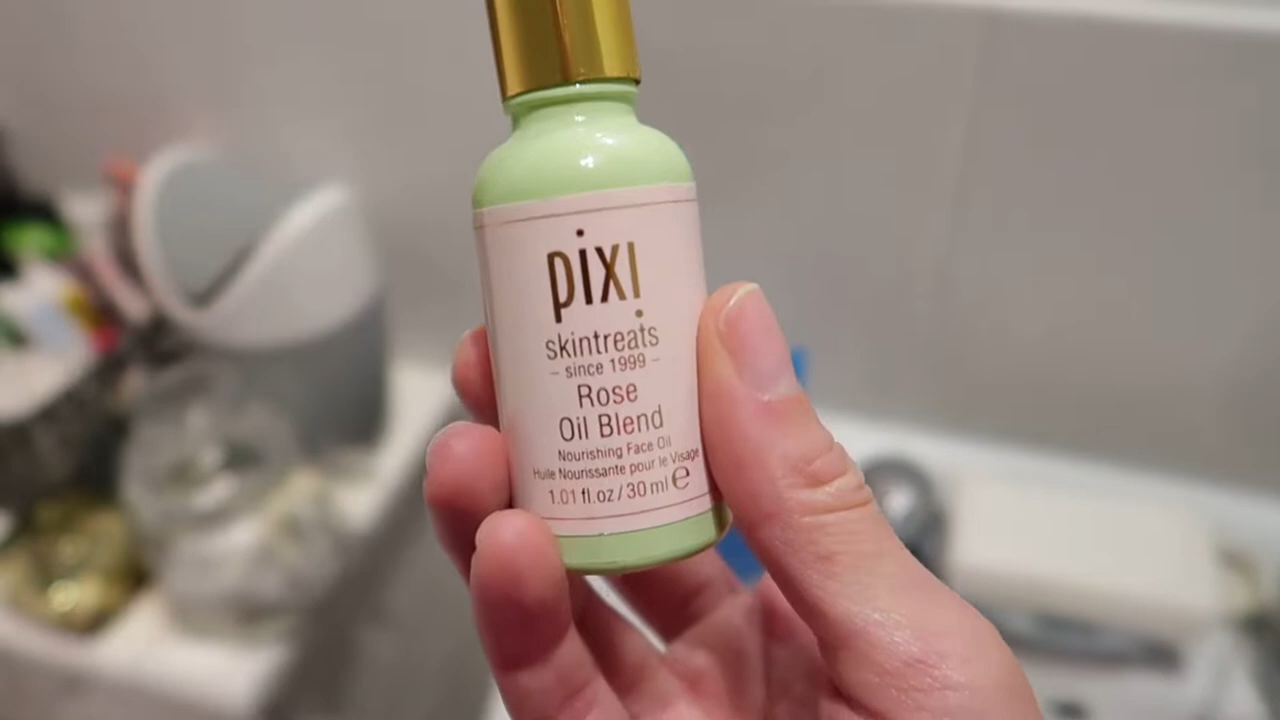 pixi
skintreats
– since 1999 –
Rose
Oil Blend
Nourishing Face Oil
Huile Nourissante pour le Visage
1.01 fl.oz / 30 ml ℮